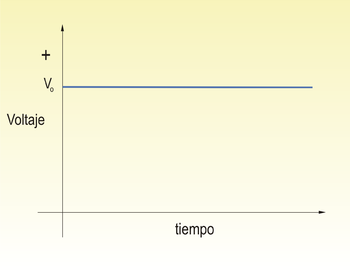 +
V₀
Voltaje
tiempo